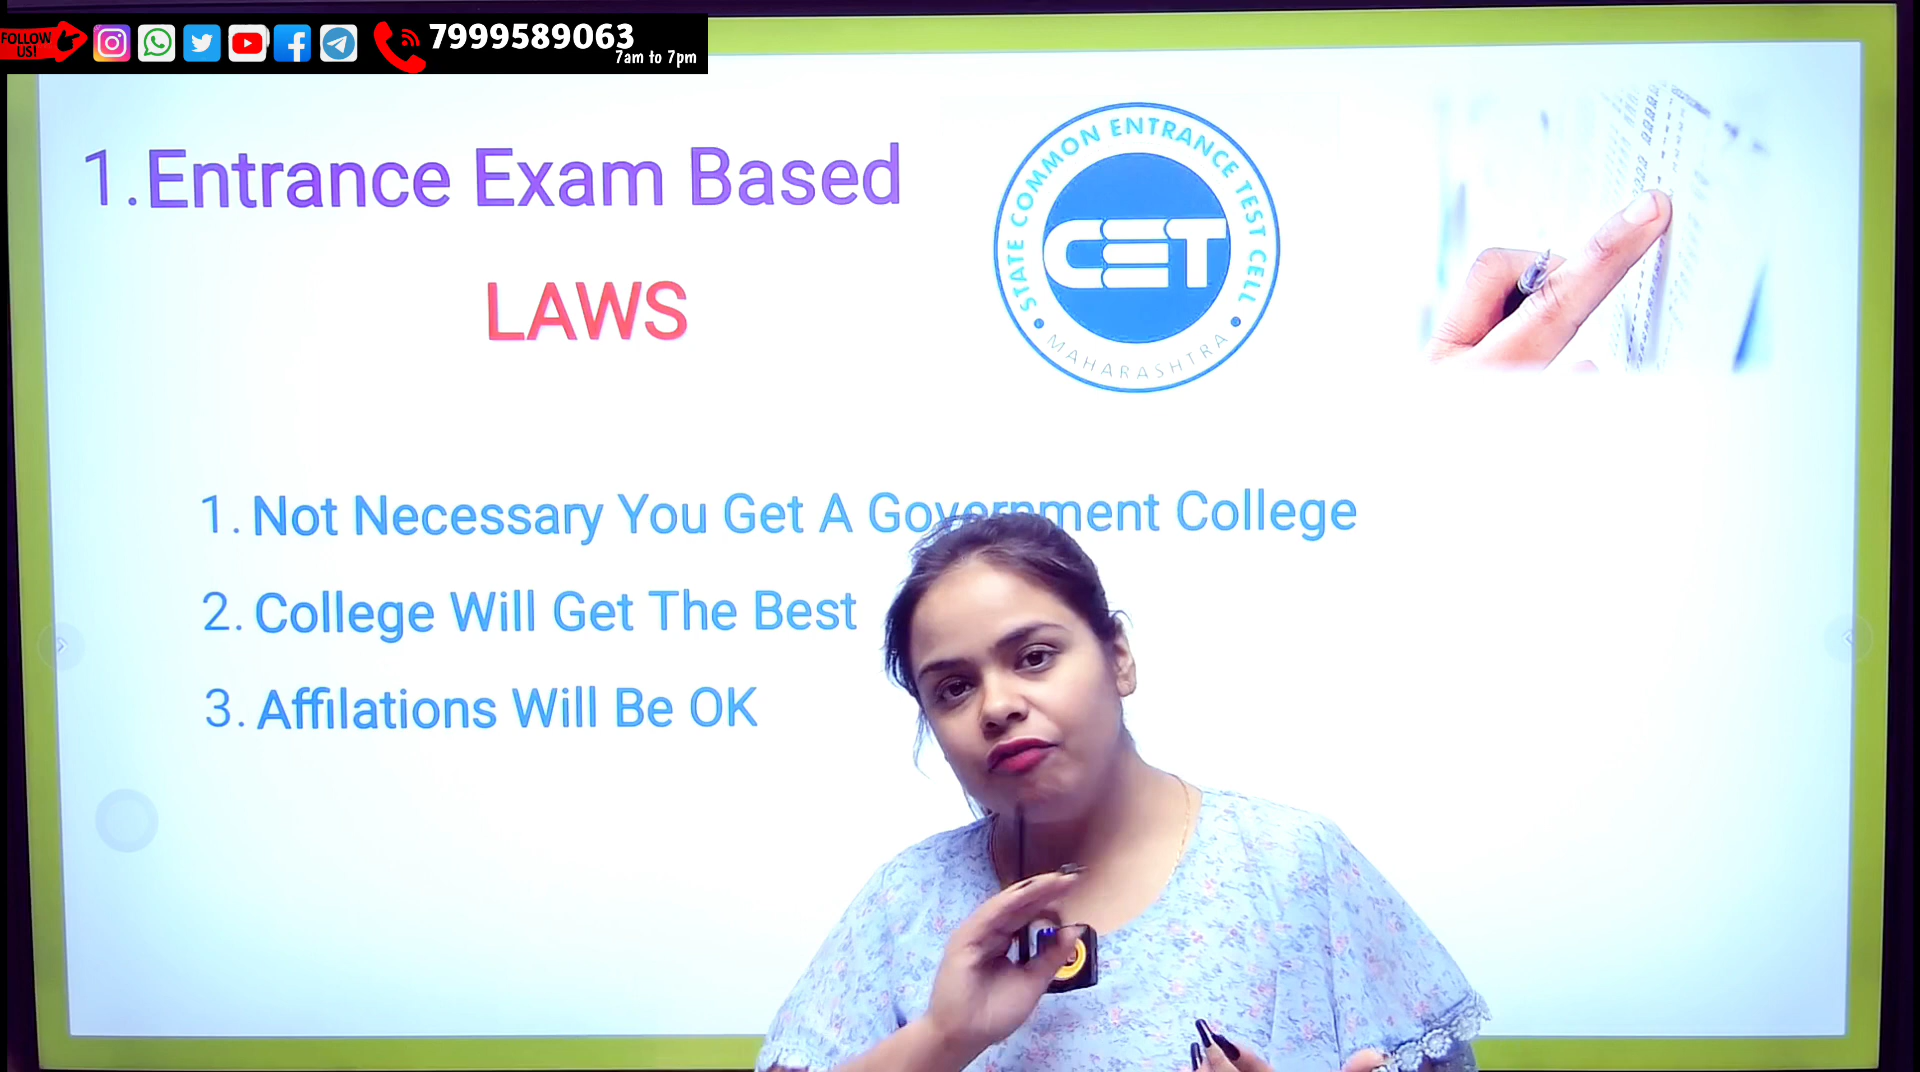 FOLLOW
US!
7999589063
7am to 7pm
1.Entrance Exam Based
LAWS
STATE COMMON ENTRANCE TEST CELL
CET
MAHARASHTRA
1. Not Necessary You Get A Government College
2. College Will Get The Best
3. Affilations Will Be OK